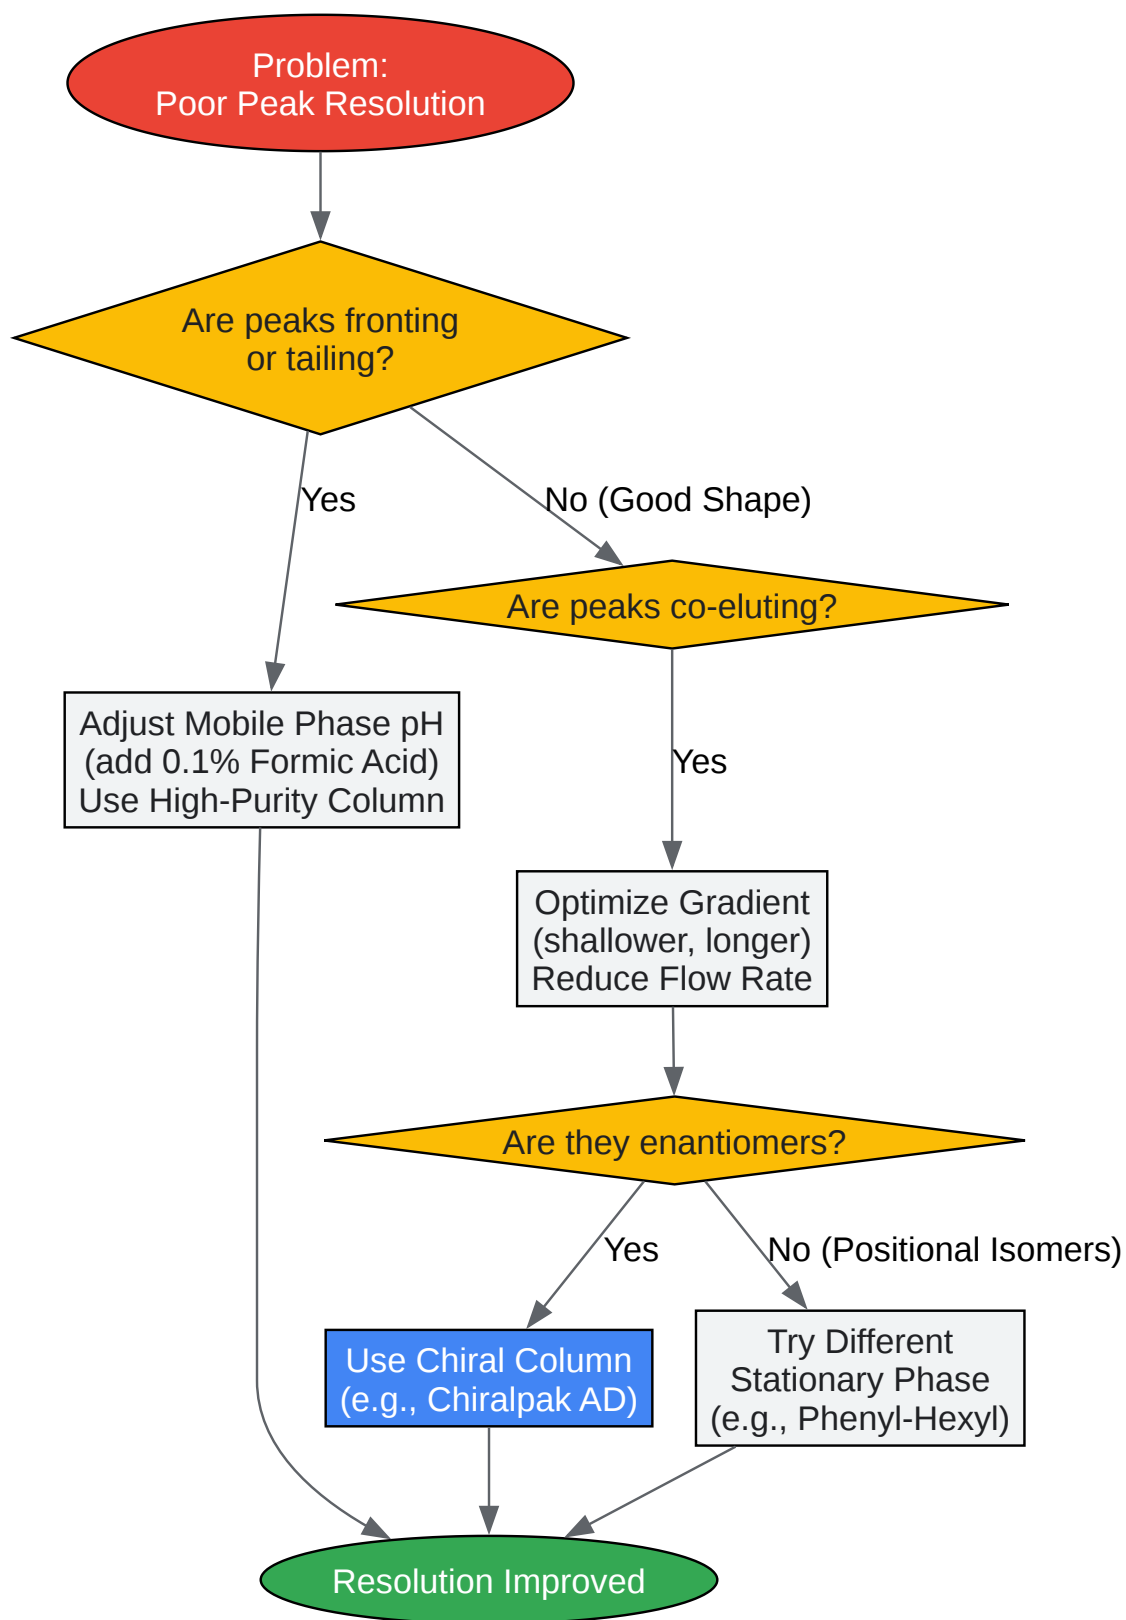 Problem:
Poor Peak Resolution
Are peaks fronting
or tailing?
Yes
No (Good Shape)
Are peaks co-eluting?
Adjust Mobile Phase pH
(add 0.1% Formic Acid)
Use High-Purity Column
Yes
Optimize Gradient
(shallower, longer)
Reduce Flow Rate
Are they enantiomers?
Yes
No (Positional Isomers)
Use Chiral Column
(e.g., Chiralpak AD)
Try Different
Stationary Phase
(e.g., Phenyl-Hexyl)
Resolution Improved